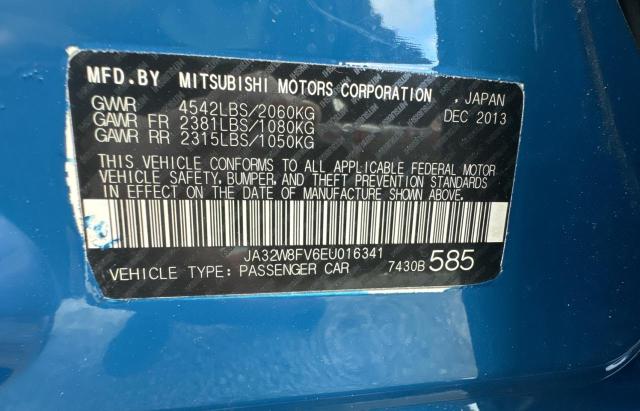 MFD.BY MITSUBISHI MOTORS CORPORATION , JAPAN
GVWR 4542LBS/2060KG DEC 2013
GAWR FR 2381LBS/1080KG
GAWR RR 2315LBS/1050KG
THIS VEHICLE CONFORMS TO ALL APPLICABLE FEDERAL MOTOR
VEHICLE SAFETY, BUMPER, AND THEFT PREVENTION STANDARDS
IN EFFECT ON THE DATE OF MANUFACTURE SHOWN ABOVE.
JA32W8FV6EU016341
VEHICLE TYPE: PASSENGER CAR 7430B 585